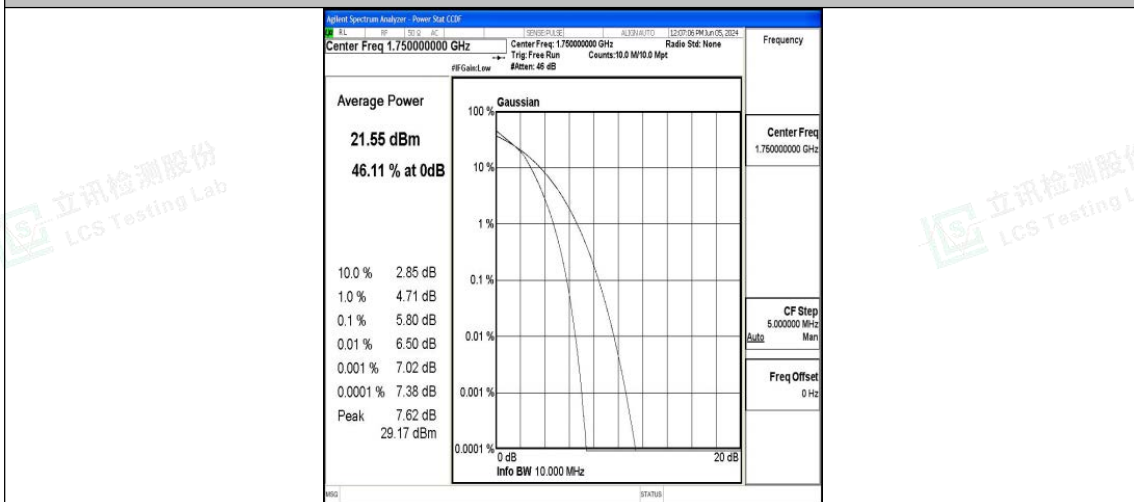 Agilent Spectrum Analyzer - Power Stat CCDF
RL RF 50 Ω AC SENSE:PULSE ALIGN AUTO 12:07:06 PM Jun 05, 2024
Center Freq 1.750000000 GHz
Center Freq: 1.750000000 GHz Radio Std: None
Trig: Free Run Counts:10.0 M/10.0 Mpt
#IFGain:Low #Atten: 46 dB
Frequency
Average Power
21.55 dBm
46.11 % at 0dB
10.0 % 2.85 dB
1.0 % 4.71 dB
0.1 % 5.80 dB
0.01 % 6.50 dB
0.001 % 7.02 dB
0.0001 % 7.38 dB
Peak 7.62 dB
29.17 dBm
Gaussian
100 %
10 %
1 %
0.1 %
0.01 %
0.001 %
0.0001 %
0 dB 20 dB
Info BW 10.000 MHz
Center Freq
1.750000000 GHz
CF Step
5.000000 MHz
Auto Man
Freq Offset
0 Hz
MSG STATUS
立讯检测股份
LCS Testing Lab
立讯检测股份
LCS Testing L